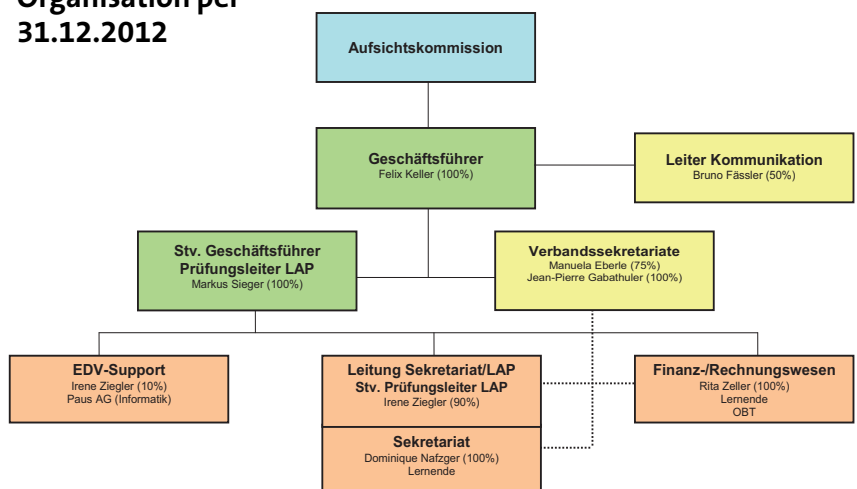 Organisation per
31.12.2012
Aufsichtskommission
Geschäftsführer
Felix Keller (100%)
Leiter Kommunikation
Bruno Fässler (50%)
Stv. Geschäftsführer
Prüfungsleiter LAP
Markus Sieger (100%)
Verbandssekretariate
Manuela Eberle (75%)
Jean-Pierre Gabathuler (100%)
EDV-Support
Irene Ziegler (10%)
Paus AG (Informatik)
Leitung Sekretariat/LAP
Stv. Prüfungsleiter LAP
Irene Ziegler (90%)
Sekretariat
Dominique Nafzger (100%)
Lernende
Finanz-/Rechnungswesen
Rita Zeller (100%)
Lernende
OBT